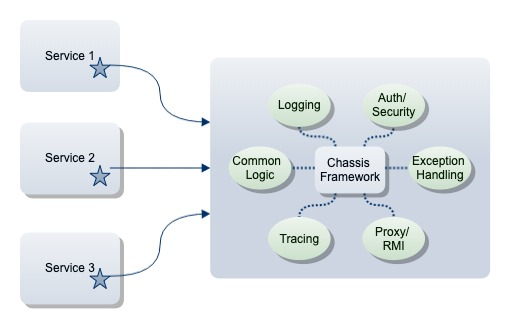 Service 1
Service 2
Service 3
Logging
Auth/
Security
Common
Logic
Chassis
Framework
Exception
Handling
Tracing
Proxy/
RMI